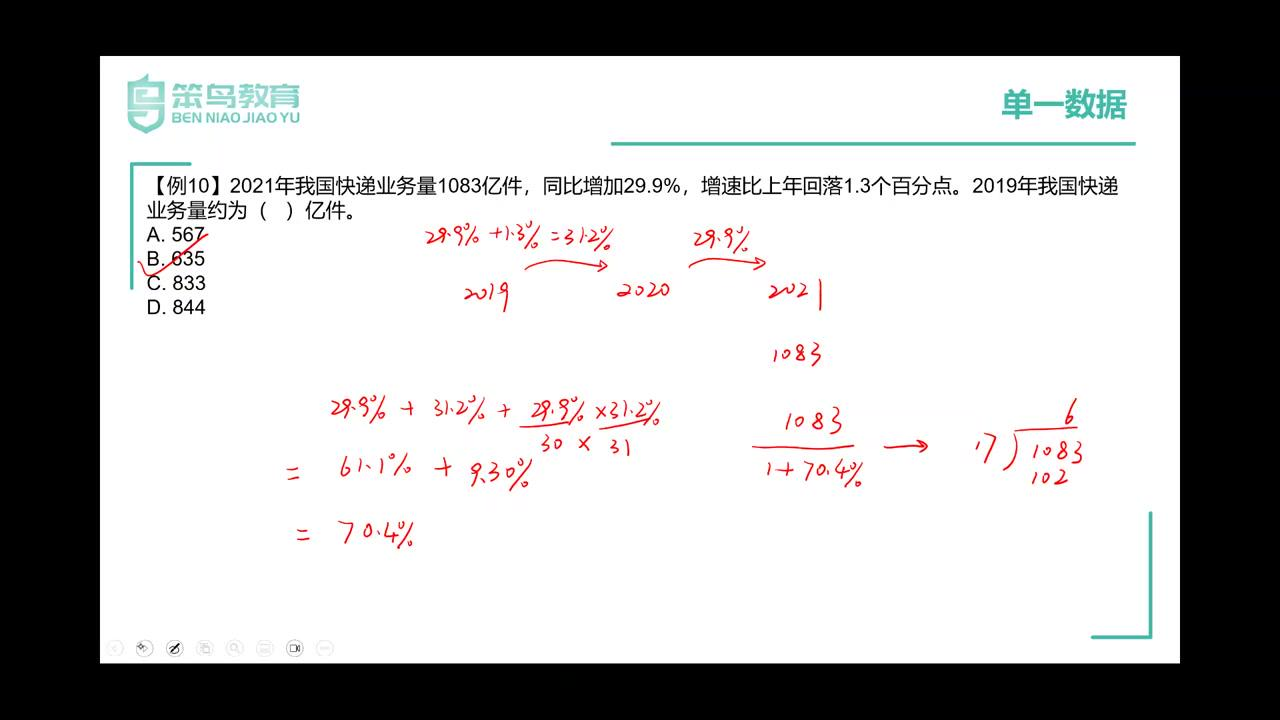 笨鸟教育
BEN NIAO JIAO YU
单一数据
【例10】2021年我国快递业务量1083亿件，同比增加29.9%，增速比上年回落1.3个百分点。2019年我国快递
业务量约为（ ）亿件。
A. 567
B. 635
C. 833
D. 844
29.9% +1.3% =31.2%
29.9%
2019
2020
2021
1083
29.9% + 31.2% + 29.9% ×31.2%
30 × 31
= 61.1% + 9.30%
= 70.4%
1083
1+70.4%
6
17 1083
102